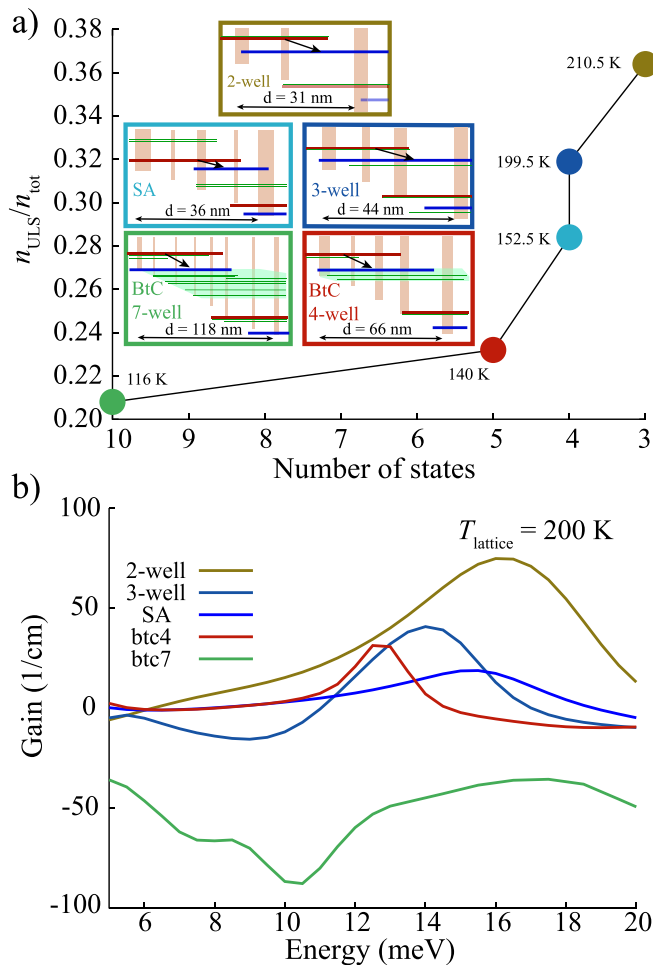 a)
0.38
0.36
0.34
0.32
0.30
0.28
0.26
0.24
0.22
0.20
n_ULS/n_tot
2-well
d = 31 nm
SA
d = 36 nm
3-well
d = 44 nm
BtC
7-well
d = 118 nm
BtC
4-well
d = 66 nm
210.5 K
199.5 K
152.5 K
140 K
116 K
10 9 8 7 6 5 4 3
Number of states
b)
100
50
0
-50
-100
Gain (1/cm)
T_lattice = 200 K
2-well
3-well
SA
btc4
btc7
6 8 10 12 14 16 18 20
Energy (meV)